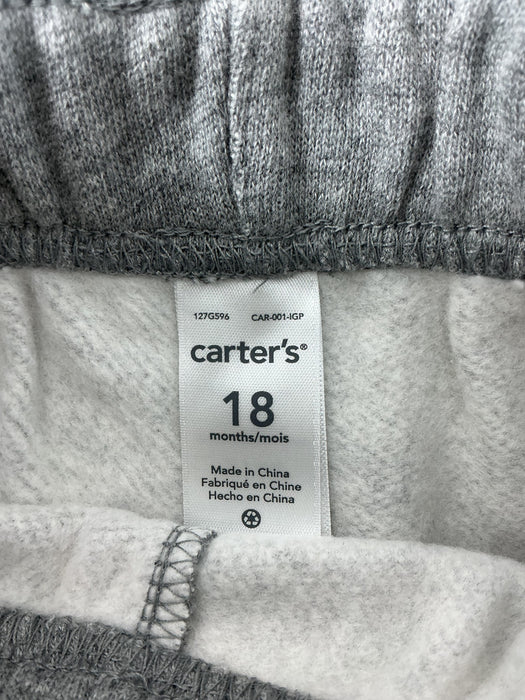 127G596 CAR-001-IGP
carter's®
18
months/mois
Made in China
Fabriqué en Chine
Hecho en China